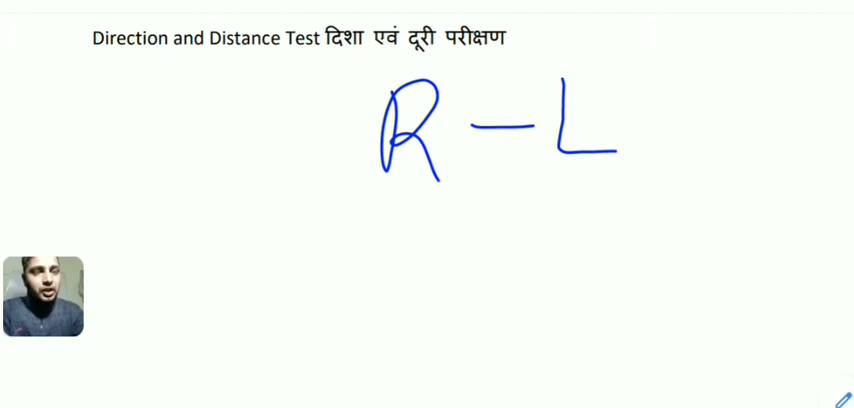 Direction and Distance Test दिशा एवं दूरी परीक्षण
R – L